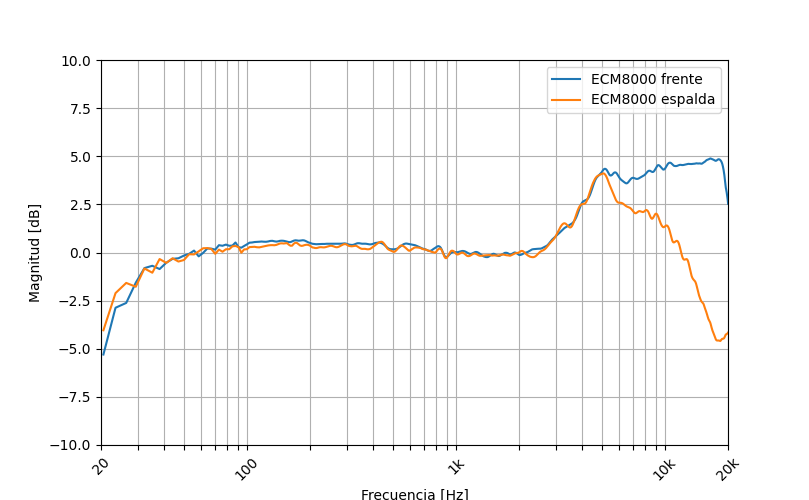 10.0
7.5
5.0
2.5
0.0
−2.5
−5.0
−7.5
−10.0
Magnitud [dB]
ECM8000 frente
ECM8000 espalda
20
100
1k
10k
20k
Frecuencia [Hz]